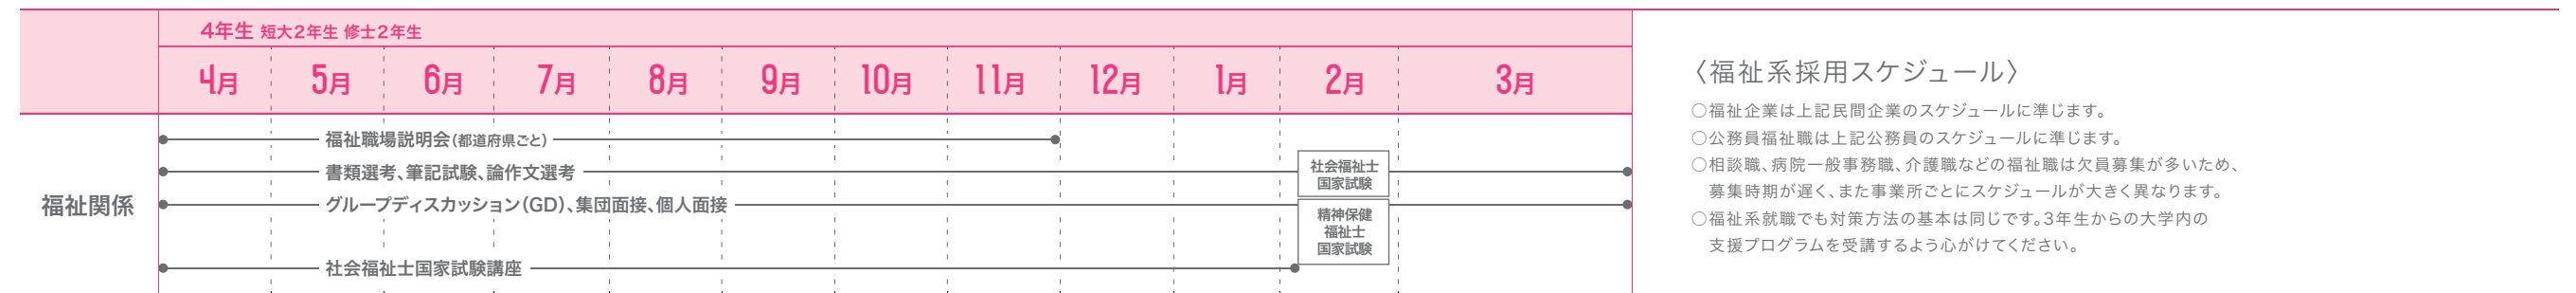 4年生 短大2年生 修士2年生
4月 5月 6月 7月 8月 9月 10月 11月 12月 1月 2月 3月
福祉関係
福祉職場説明会(都道府県ごと)
書類選考、筆記試験、論作文選考
グループディスカッション(GD)、集団面接、個人面接
社会福祉士国家試験講座
社会福祉士
国家試験
精神保健
福祉士
国家試験
〈福祉系採用スケジュール〉
○福祉企業は上記民間企業のスケジュールに準じます。
○公務員福祉職は上記公務員のスケジュールに準じます。
○相談職、病院一般事務職、介護職などの福祉職は欠員募集が多いため、
募集時期が遅く、また事業所ごとにスケジュールが大きく異なります。
○福祉系就職でも対策方法の基本は同じです。3年生からの大学内の
支援プログラムを受講するよう心がけてください。